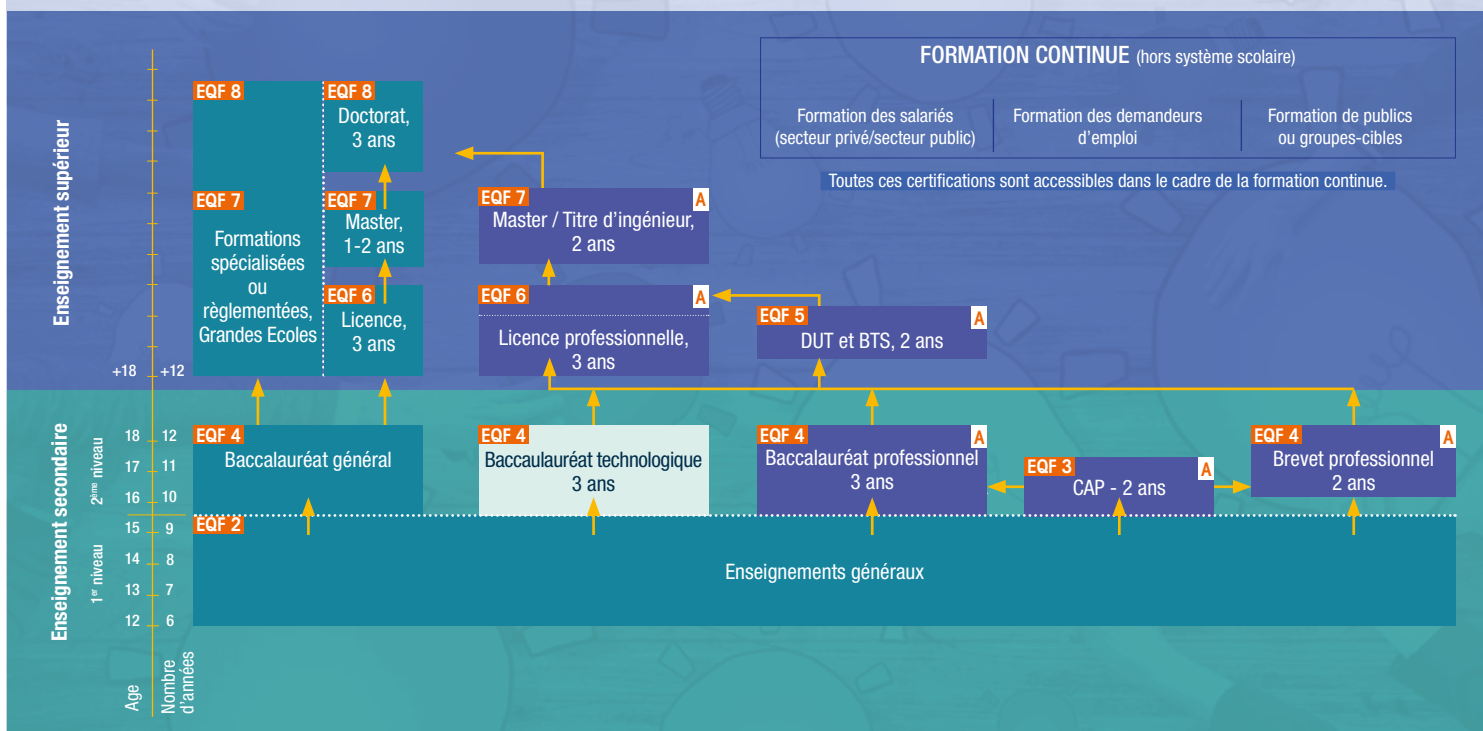 FORMATION CONTINUE (hors système scolaire)
Formation des salariés
(secteur privé/secteur public)
Formation des demandeurs
d'emploi
Formation de publics
ou groupes-cibles
Toutes ces certifications sont accessibles dans le cadre de la formation continue.
Enseignement supérieur
EQF 8
EQF 8
Doctorat,
3 ans
EQF 7
Formations
spécialisées
ou
règlementées,
Grandes Ecoles
EQF 7
Master,
1-2 ans
EQF 6
Licence,
3 ans
EQF 7
A
Master / Titre d'ingénieur,
2 ans
EQF 6
A
Licence professionnelle,
3 ans
EQF 5
A
DUT et BTS, 2 ans
+18 +12
Enseignement secondaire
2ème niveau
1er niveau
18 12
17 11
16 10
15 9
14 8
13 7
12 6
EQF 4
Baccalauréat général
EQF 4
Baccaulauréat technologique
3 ans
EQF 4
A
Baccalauréat professionnel
3 ans
EQF 3
A
CAP - 2 ans
EQF 4
A
Brevet professionnel
2 ans
EQF 2
Enseignements généraux
Age
Nombre
d'années